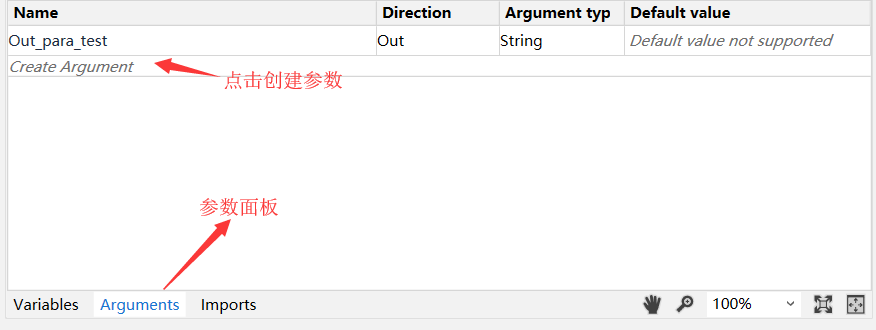 Name Direction Argument typ Default value
Out_para_test Out String Default value not supported
Create Argument
点击创建参数
参数面板
Variables Arguments Imports 100%